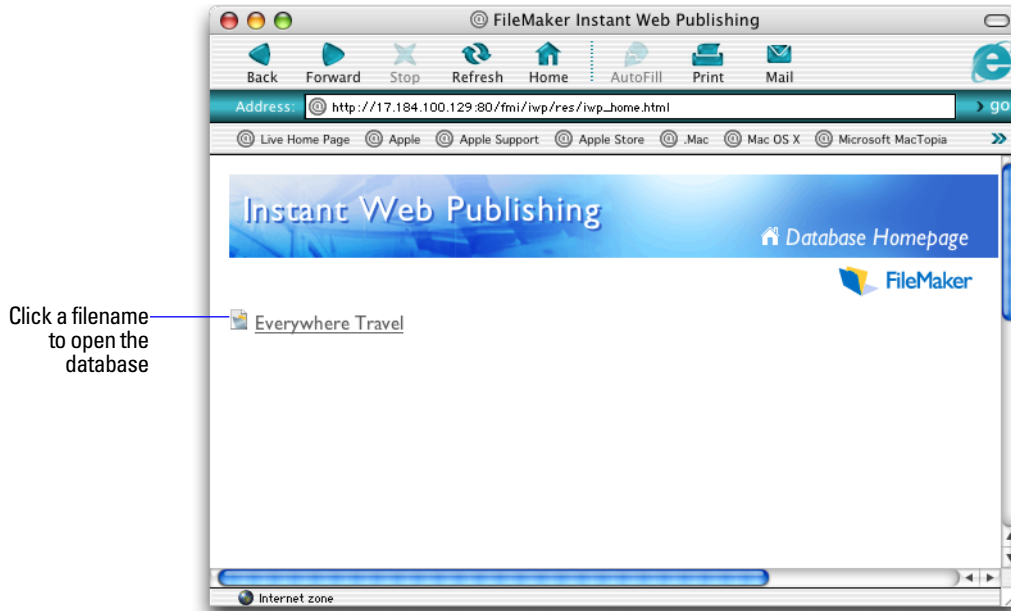 @ FileMaker Instant Web Publishing
Back Forward Stop Refresh Home AutoFill Print Mail
Address: @ http://17.184.100.129:80/fmi/iwp/res/iwp_home.html go
@ Live Home Page @ Apple @ Apple Support @ Apple Store @ .Mac @ Mac OS X @ Microsoft MacTopia »
Instant Web Publishing
Database Homepage
FileMaker
Click a filename
to open the
database
Everywhere Travel
Internet zone